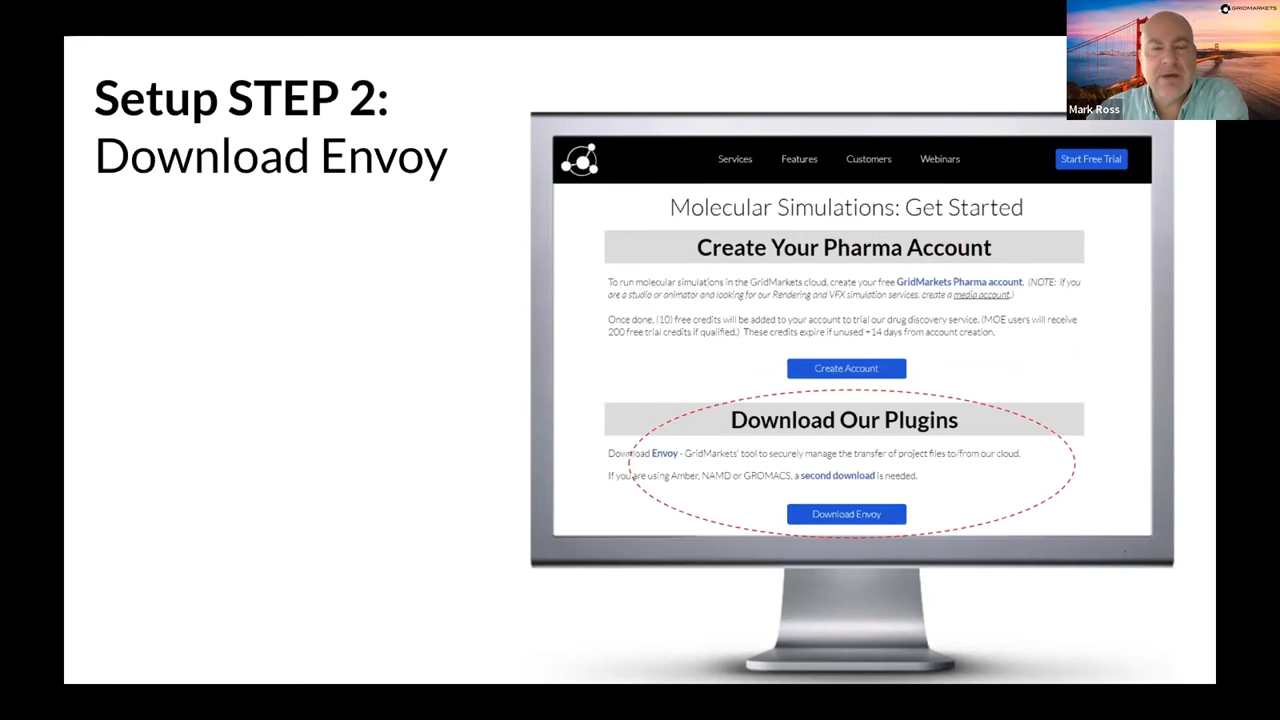 GRIDMARKETS
Mark Ross
Setup STEP 2:
Download Envoy
Services Features Customers Webinars Start Free Trial
Molecular Simulations: Get Started
Create Your Pharma Account
To run molecular simulations in the GridMarkets cloud, create your free GridMarkets Pharma account. (NOTE: If you
are a studio or animator and looking for our Rendering and VFX simulation services, create a media account.)
Once done, (10) free credits will be added to your account to trial our drug discovery service. (MOE users will receive
200 free trial credits if qualified.) These credits expire if unused +14 days from account creation.
Create Account
Download Our Plugins
Download Envoy - GridMarkets' tool to securely manage the transfer of project files to/from our cloud.
If you are using Amber, NAMD or GROMACS, a second download is needed.
Download Envoy